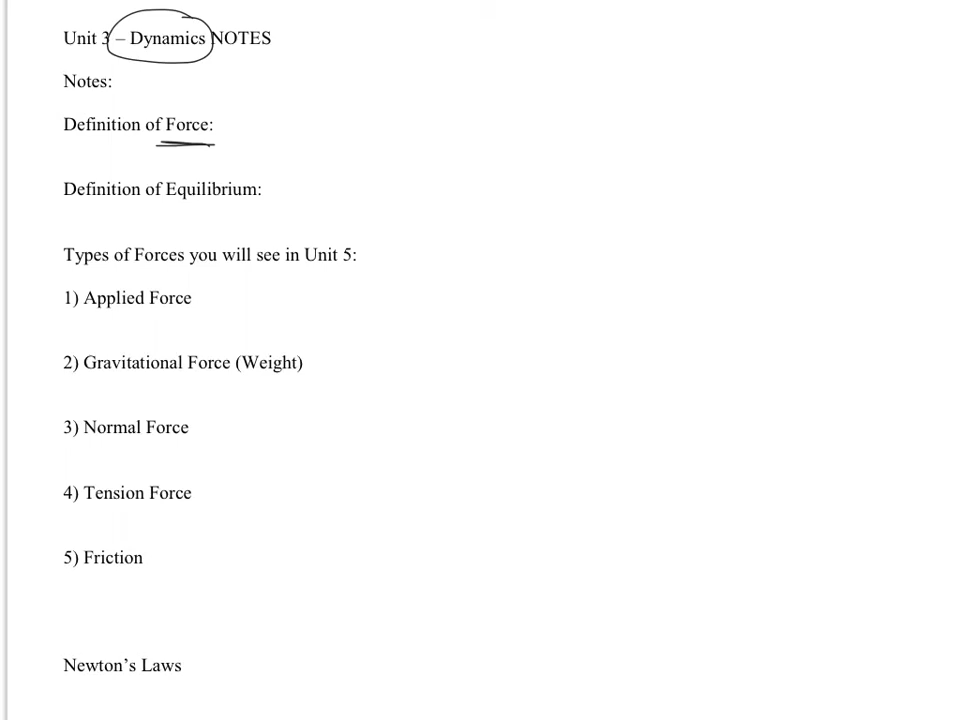 Unit 3 – Dynamics NOTES
Notes:
Definition of Force:
Definition of Equilibrium:
Types of Forces you will see in Unit 5:
1) Applied Force
2) Gravitational Force (Weight)
3) Normal Force
4) Tension Force
5) Friction
Newton’s Laws